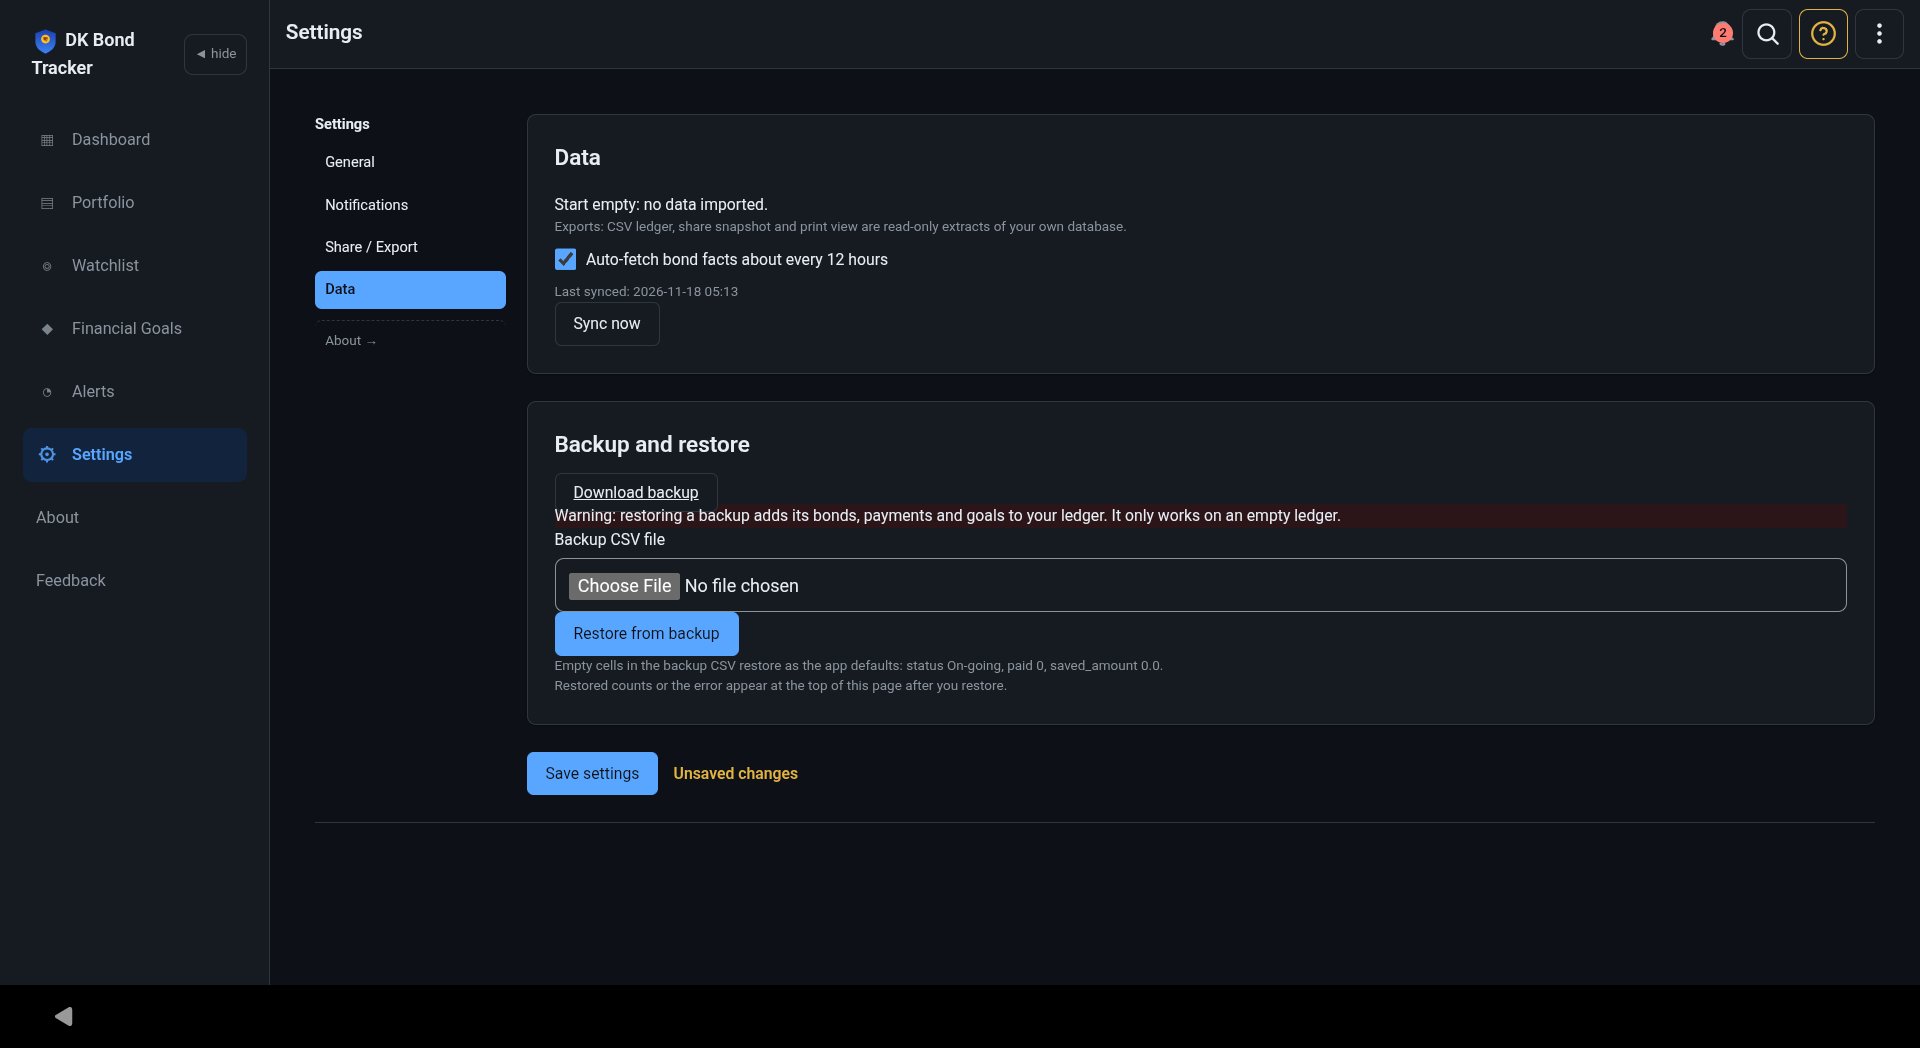 DK Bond
Tracker
◄ hide
Dashboard
Portfolio
Watchlist
Financial Goals
Alerts
Settings
About
Feedback
Settings
2
Settings
General
Notifications
Share / Export
Data
About →
Data
Start empty: no data imported.
Exports: CSV ledger, share snapshot and print view are read-only extracts of your own database.
Auto-fetch bond facts about every 12 hours
Last synced: 2026-11-18 05:13
Sync now
Backup and restore
Download backup
Warning: restoring a backup adds its bonds, payments and goals to your ledger. It only works on an empty ledger.
Backup CSV file
Choose File No file chosen
Restore from backup
Empty cells in the backup CSV restore as the app defaults: status On-going, paid 0, saved_amount 0.0.
Restored counts or the error appear at the top of this page after you restore.
Save settings Unsaved changes